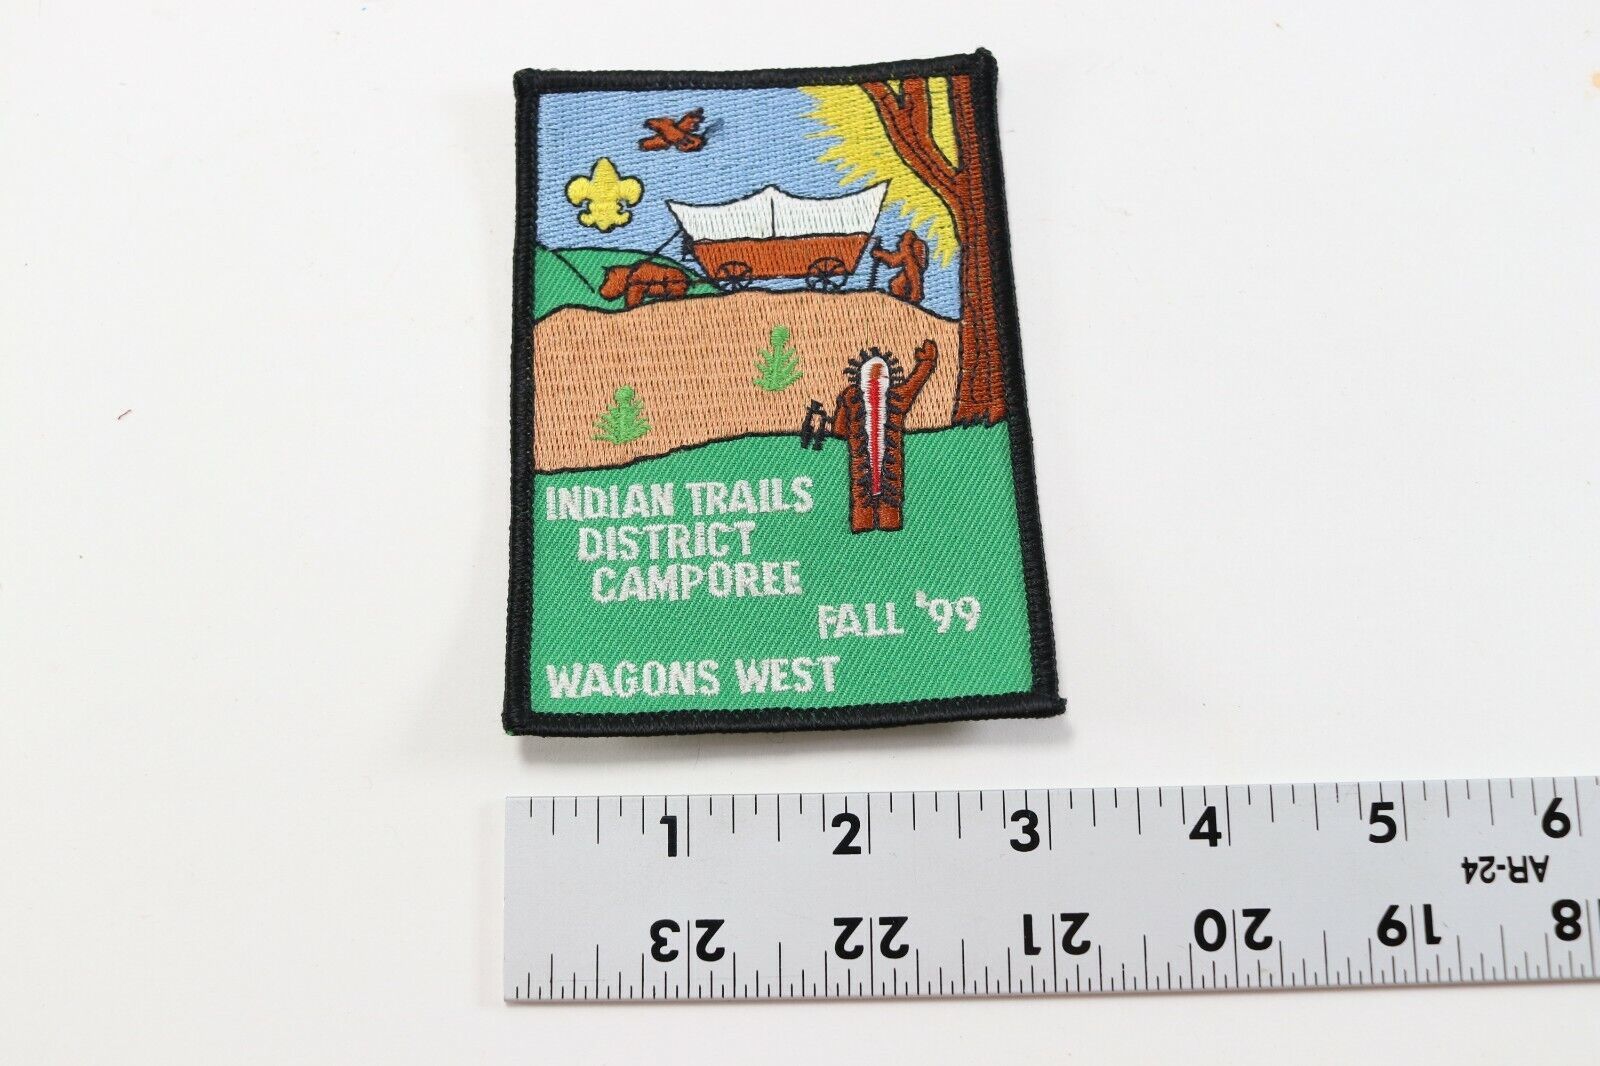 INDIAN TRAILS
DISTRICT
CAMPOREE
FALL '99
WAGONS WEST
1 2 3 4 5 6
AR-24
23 22 21 20 19 18